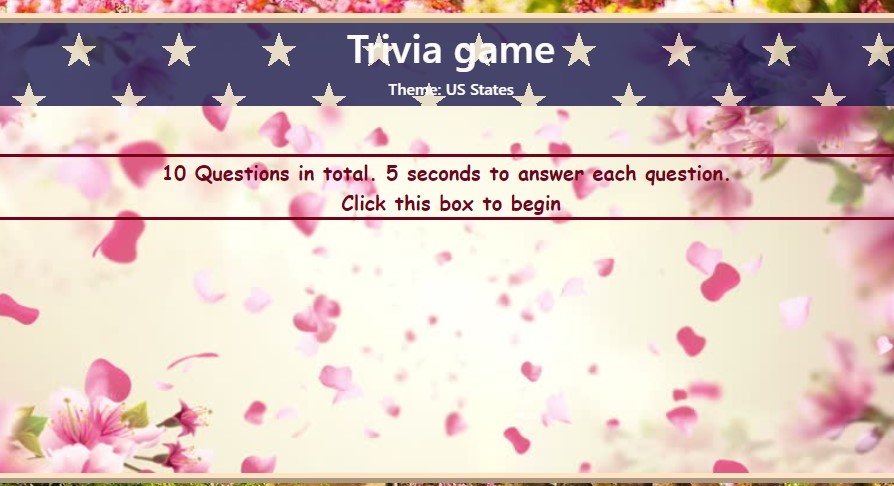 Trivia game
Theme: US States
10 Questions in total. 5 seconds to answer each question.
Click this box to begin